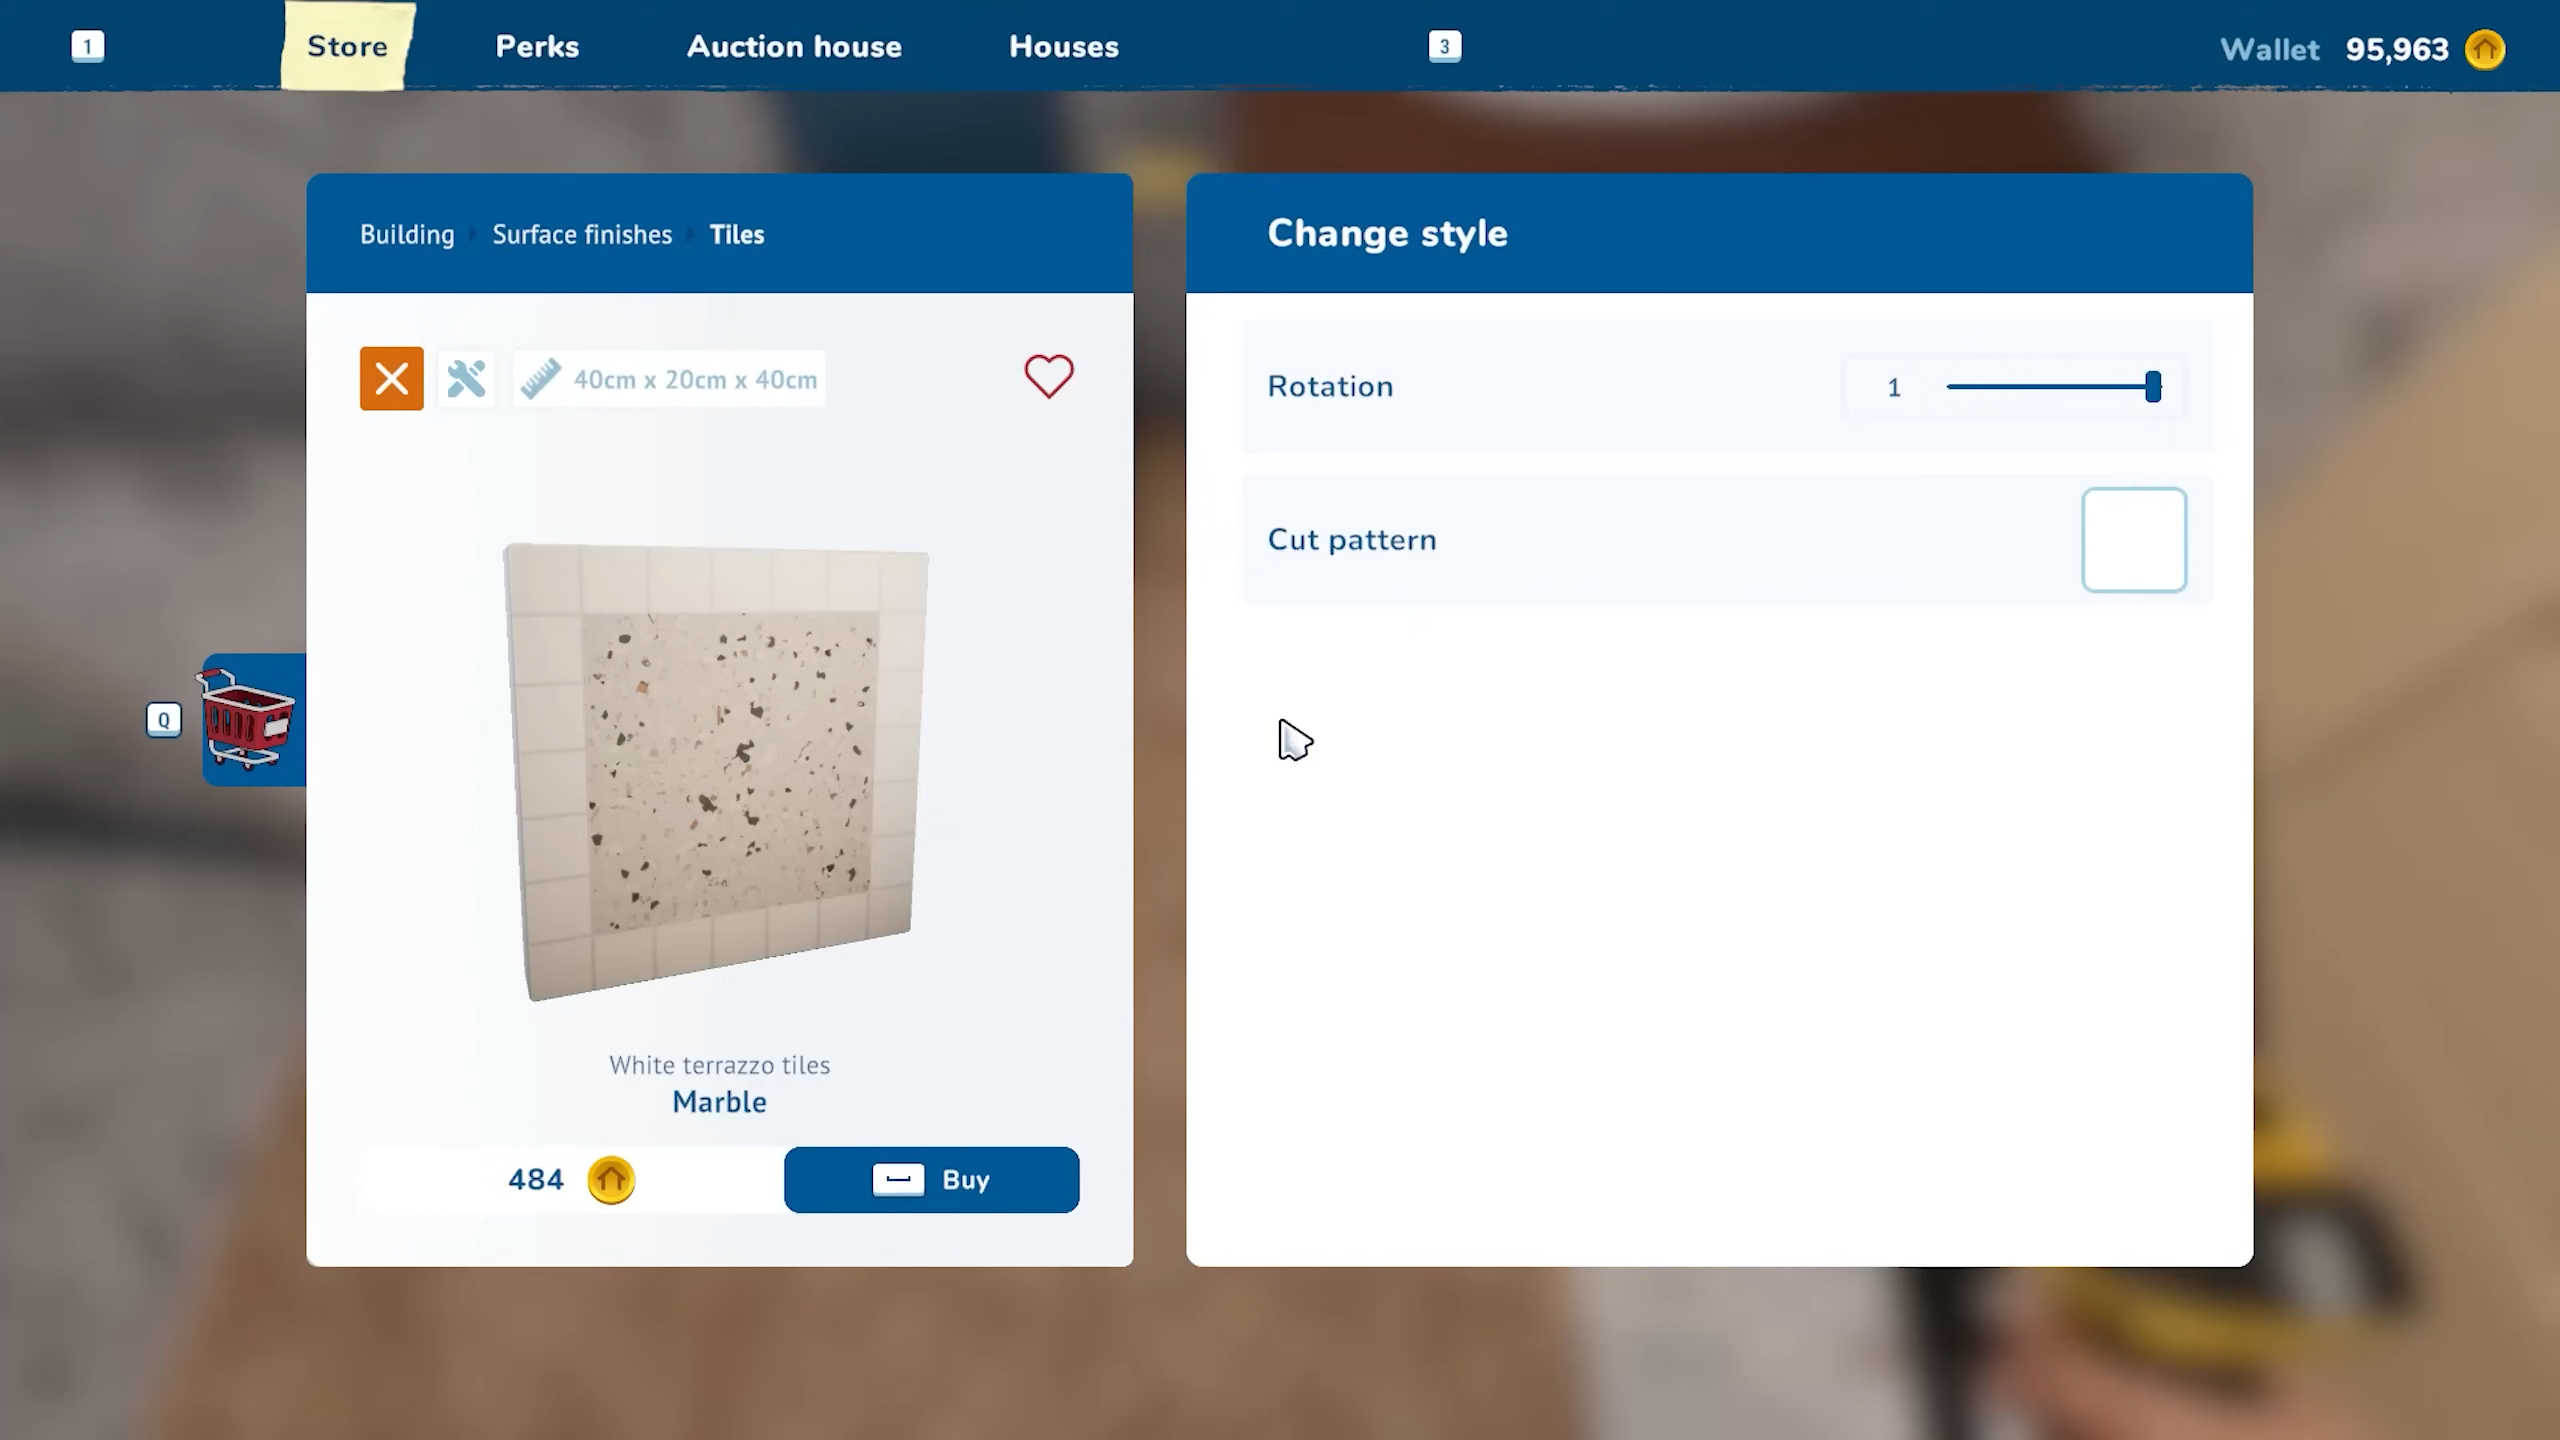 1
Store
Perks
Auction house
Houses
3
Wallet 95,963
Building Surface finishes Tiles
40cm x 20cm x 40cm
Q
White terrazzo tiles
Marble
484
Buy
Change style
Rotation
1
Cut pattern